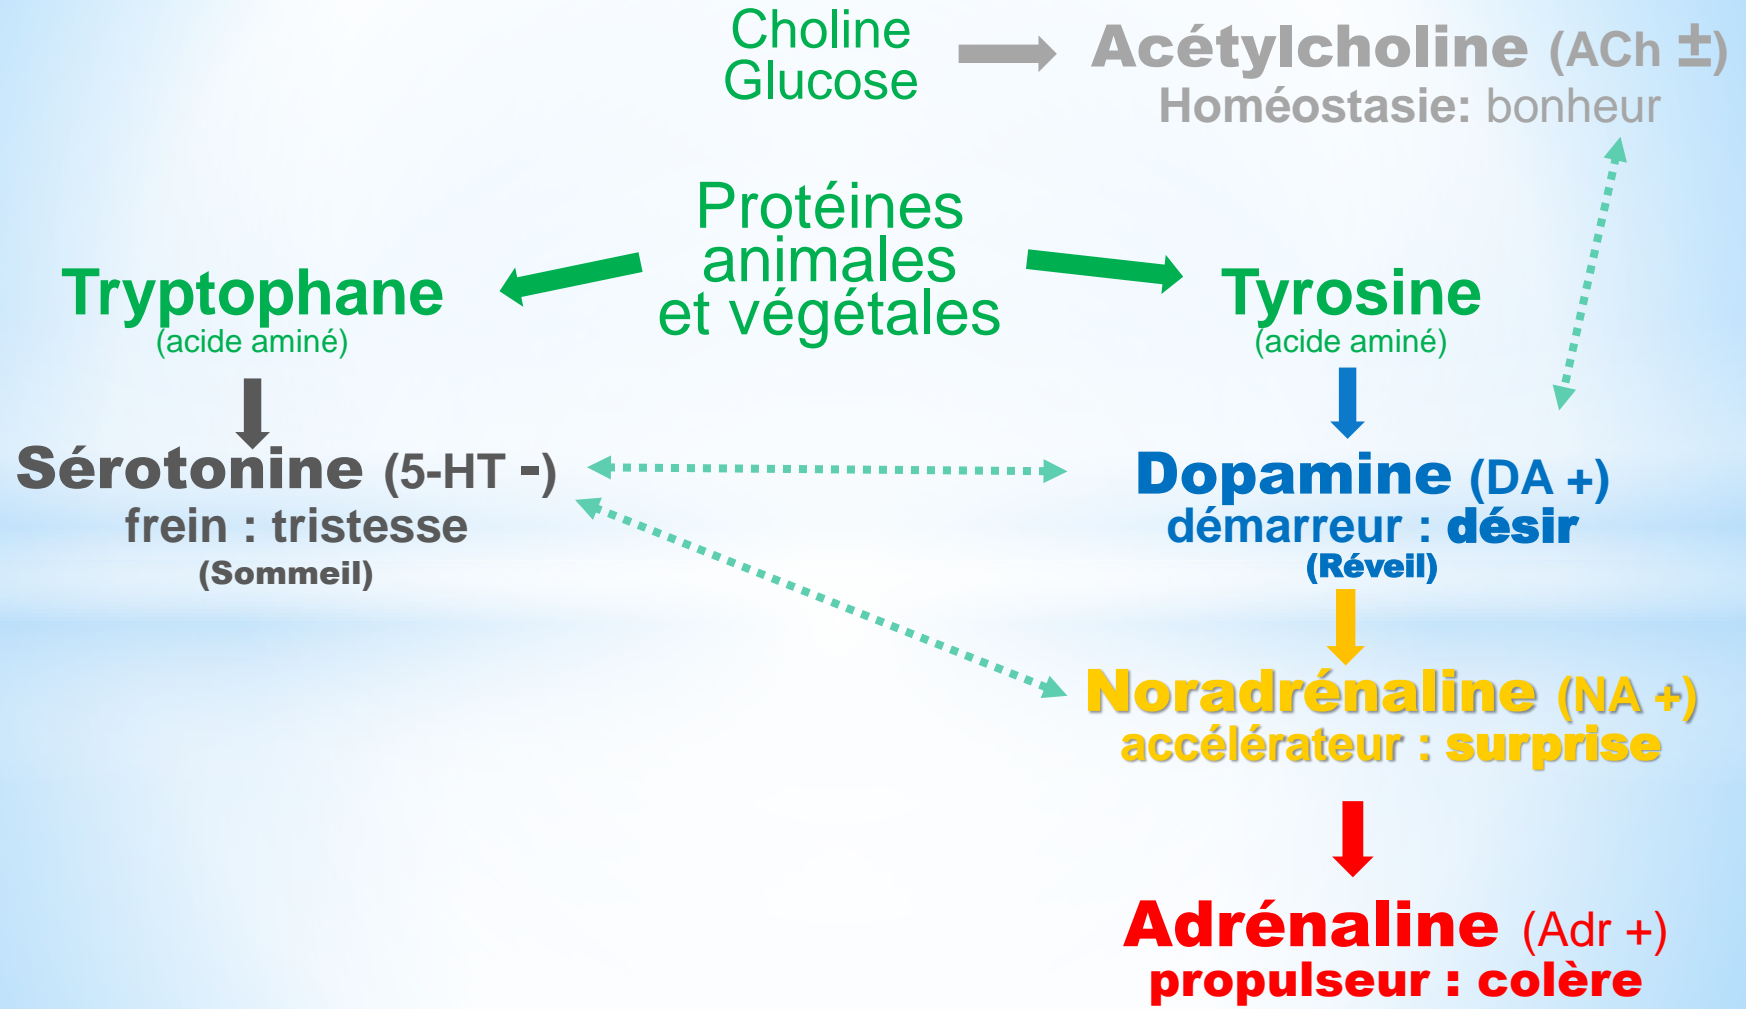 Choline
Glucose
Acétylcholine (ACh ±)
Homéostasie: bonheur
Protéines
animales
et végétales
Tryptophane
(acide aminé)
Tyrosine
(acide aminé)
Sérotonine (5-HT -)
frein : tristesse
(Sommeil)
Dopamine (DA +)
démarreur : désir
(Réveil)
Noradrénaline (NA +)
accélérateur : surprise
Adrénaline (Adr +)
propulseur : colère